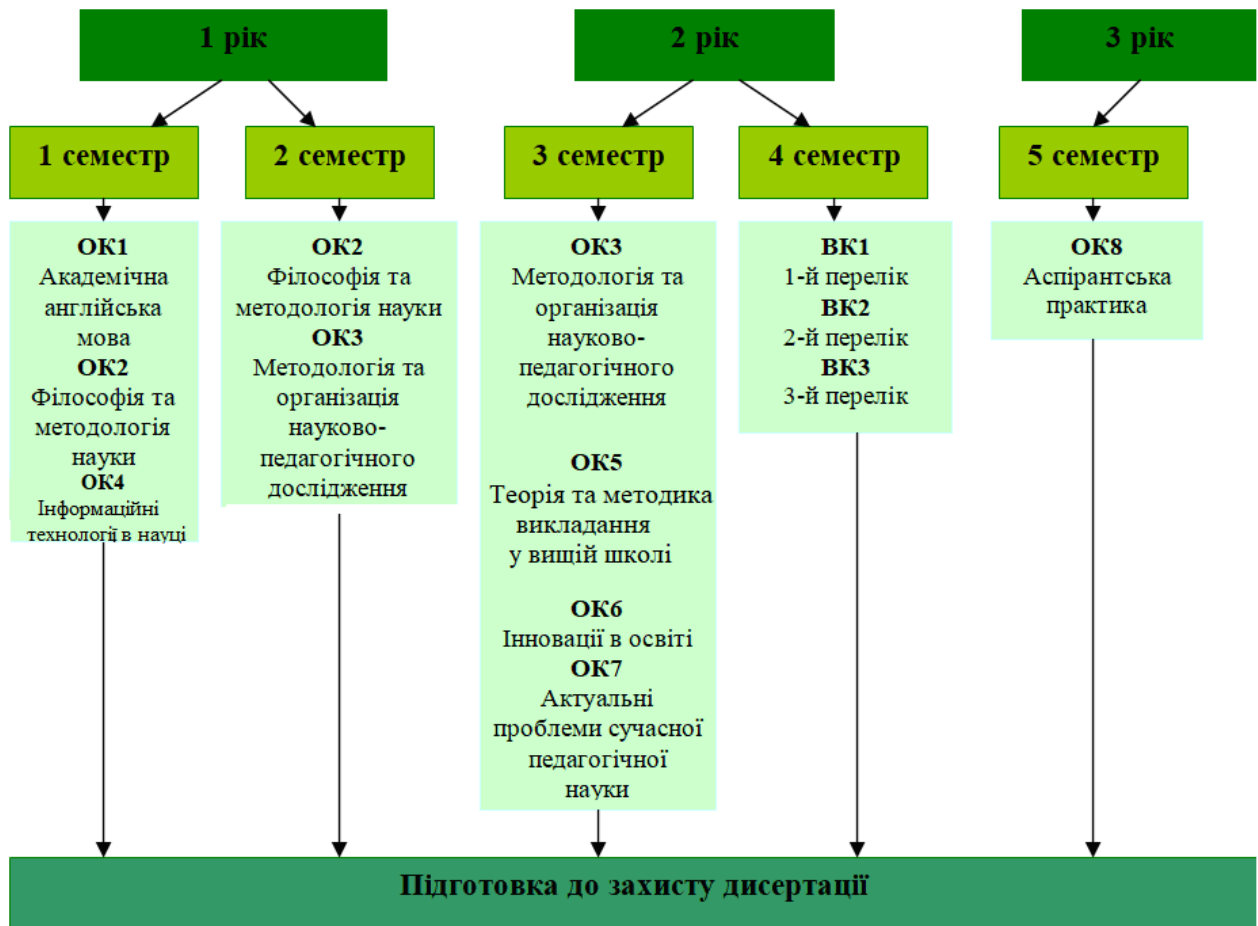 1 рік
2 рік
3 рік
1 семестр
2 семестр
3 семестр
4 семестр
5 семестр
ОК1
Академічна
англійська
мова
ОК2
Філософія та
методологія
науки
ОК4
Інформаційні
технології в науці
ОК2
Філософія та
методологія науки
ОК3
Методологія та
організація
науково-
педагогічного
дослідження
ОК3
Методологія та
організація
науково-
педагогічного
дослідження
ОК5
Теорія та методика
викладання
у вищій школі
ОК6
Інновації в освіті
ОК7
Актуальні
проблеми сучасної
педагогічної
науки
ВК1
1-й перелік
ВК2
2-й перелік
ВК3
3-й перелік
ОК8
Аспірантська
практика
Підготовка до захисту дисертації